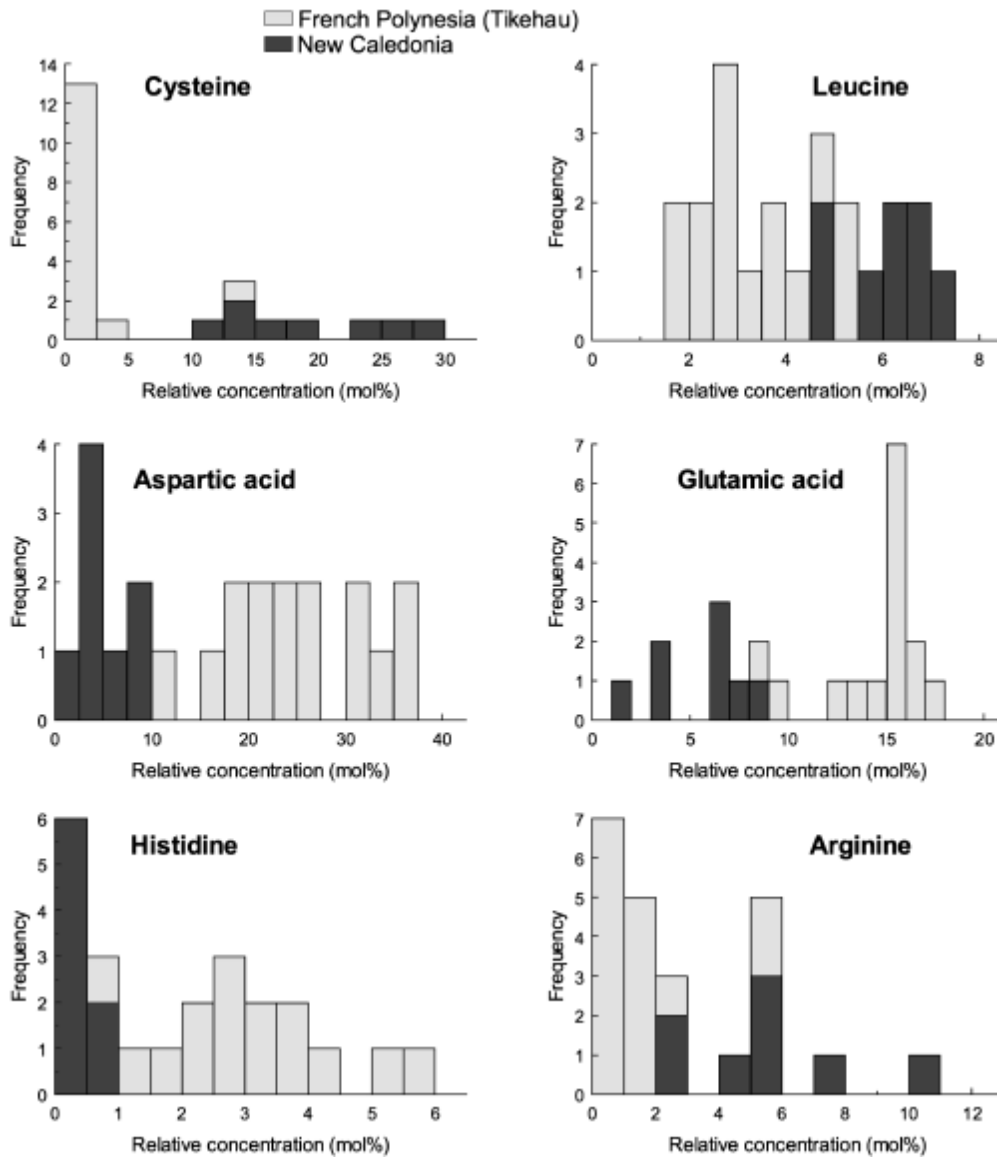 French Polynesia (Tikehau)
New Caledonia
Cysteine
Frequency
14
12
10
8
6
4
2
0
0 5 10 15 20 25 30
Relative concentration (mol%)
Leucine
Frequency
4
3
2
1
0
0 2 4 6 8
Relative concentration (mol%)
Aspartic acid
Frequency
4
3
2
1
0
0 10 20 30 40
Relative concentration (mol%)
Glutamic acid
Frequency
7
6
5
4
3
2
1
0
0 5 10 15 20
Relative concentration (mol%)
Histidine
Frequency
6
5
4
3
2
1
0
0 1 2 3 4 5 6
Relative concentration (mol%)
Arginine
Frequency
7
6
5
4
3
2
1
0
0 2 4 6 8 10 12
Relative concentration (mol%)